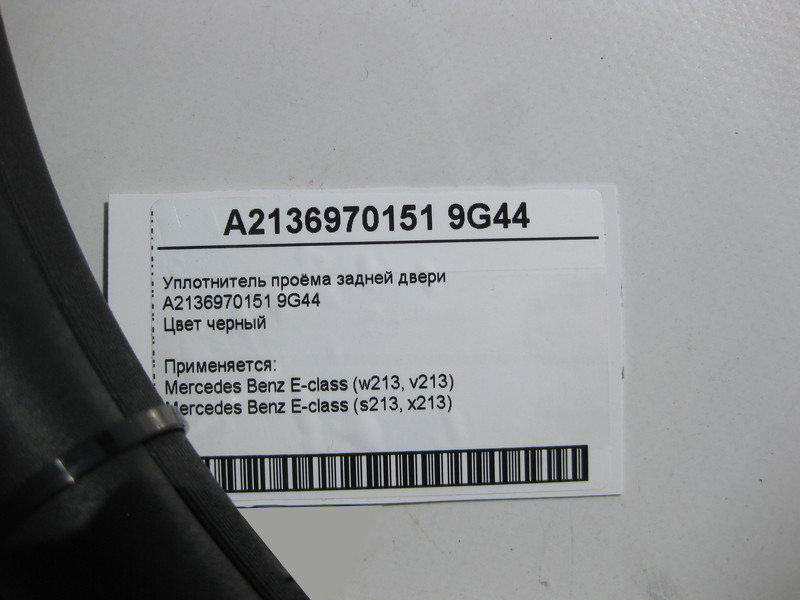 A2136970151 9G44
Уплотнитель проёма задней двери
A2136970151 9G44
Цвет черный
Применяется:
Mercedes Benz E-class (w213, v213)
Mercedes Benz E-class (s213, x213)